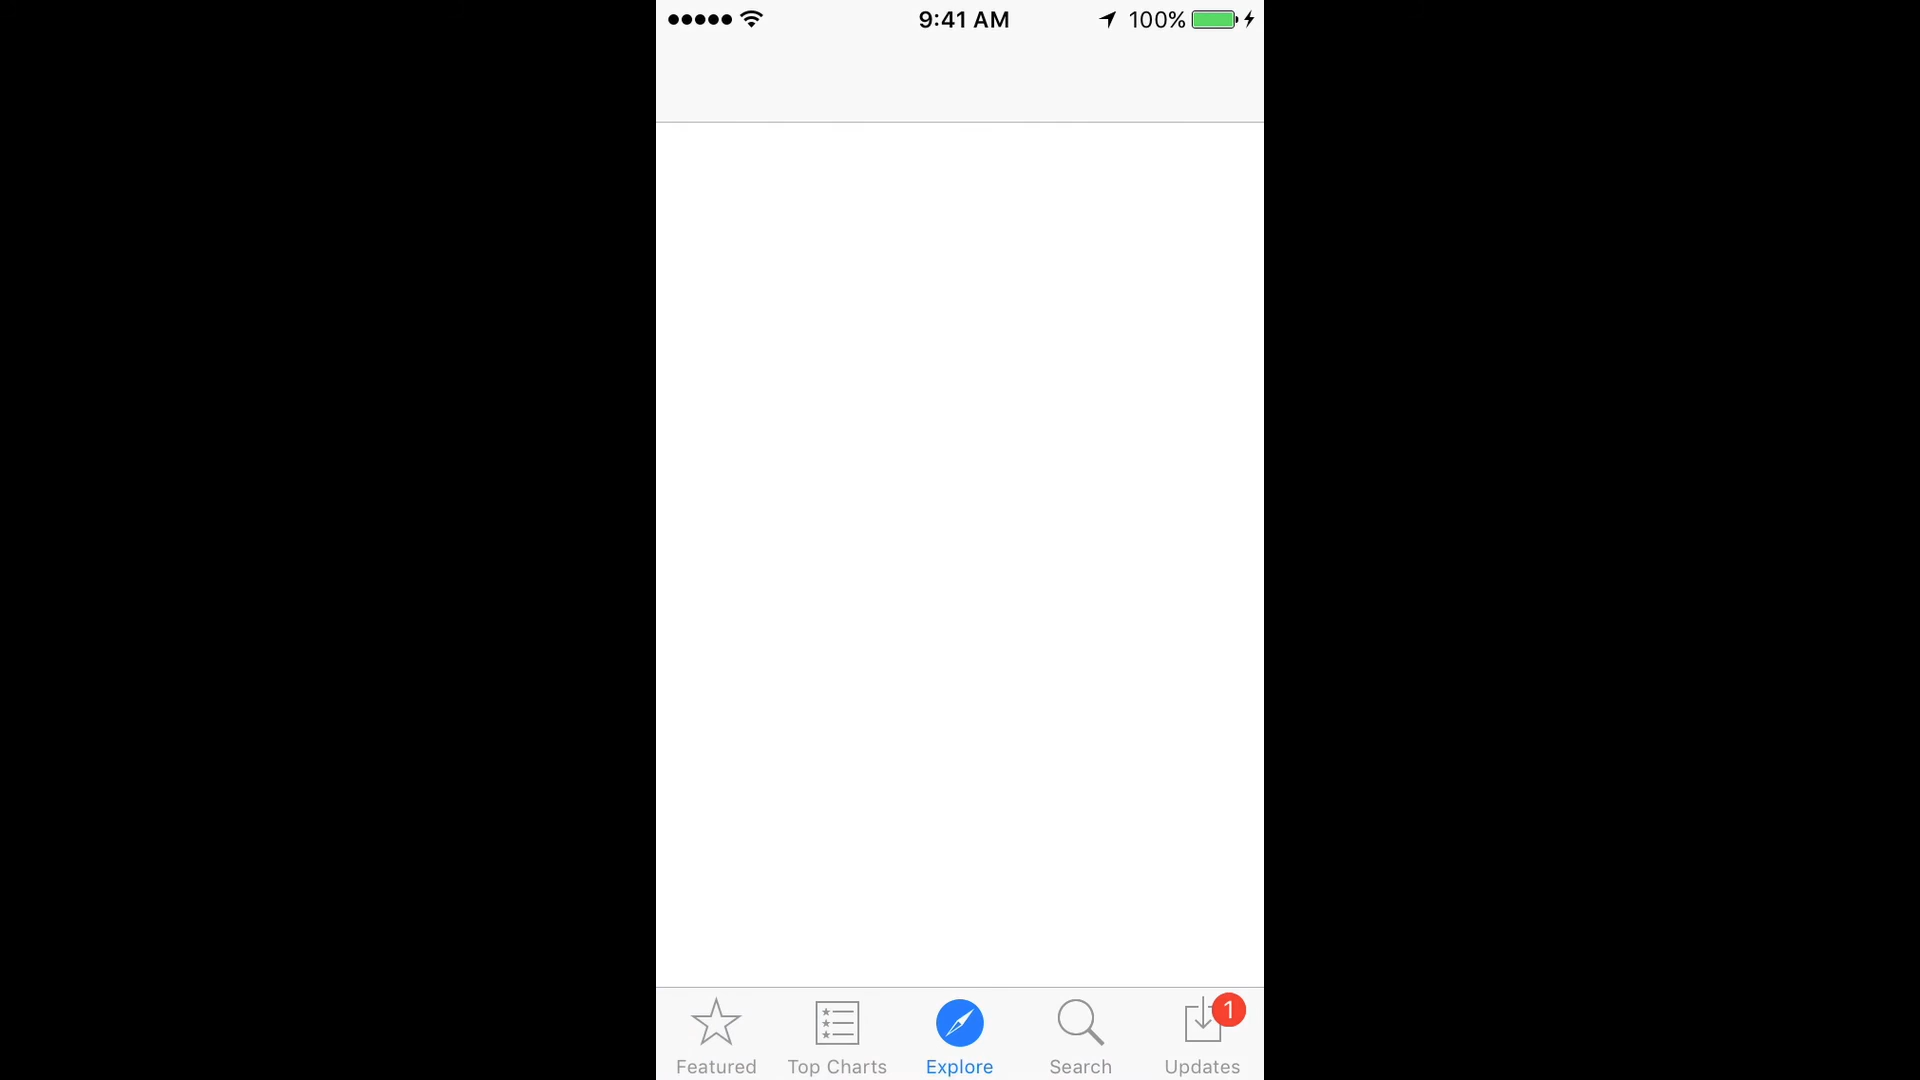 9:41 AM
100%
1
Featured
Top Charts
Explore
Search
Updates